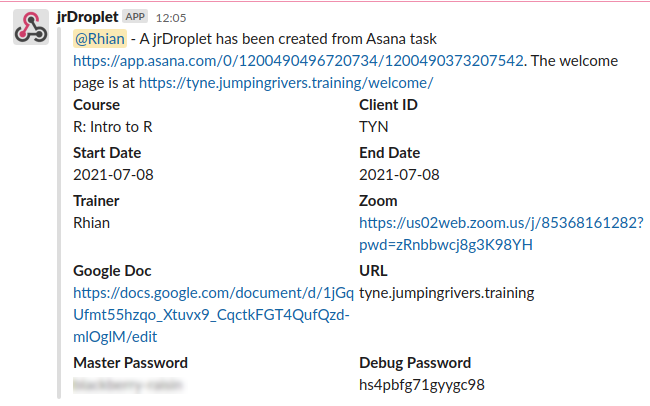 jrDroplet APP 12:05
@Rhian - A jrDroplet has been created from Asana task
https://app.asana.com/0/1200490496720734/1200490373207542. The welcome
page is at https://tyne.jumpingrivers.training/welcome/
Course Client ID
R: Intro to R TYN
Start Date End Date
2021-07-08 2021-07-08
Trainer Zoom
Rhian https://us02web.zoom.us/j/85368161282?
pwd=zRnbbwcj8g3K98YH
Google Doc URL
https://docs.google.com/document/d/1jGq tyne.jumpingrivers.training
Ufmt55hzqo_Xtuvx9_CqctkFGT4QufQzd-
mlOglM/edit
Master Password Debug Password
hs4pbfg71gyygc98